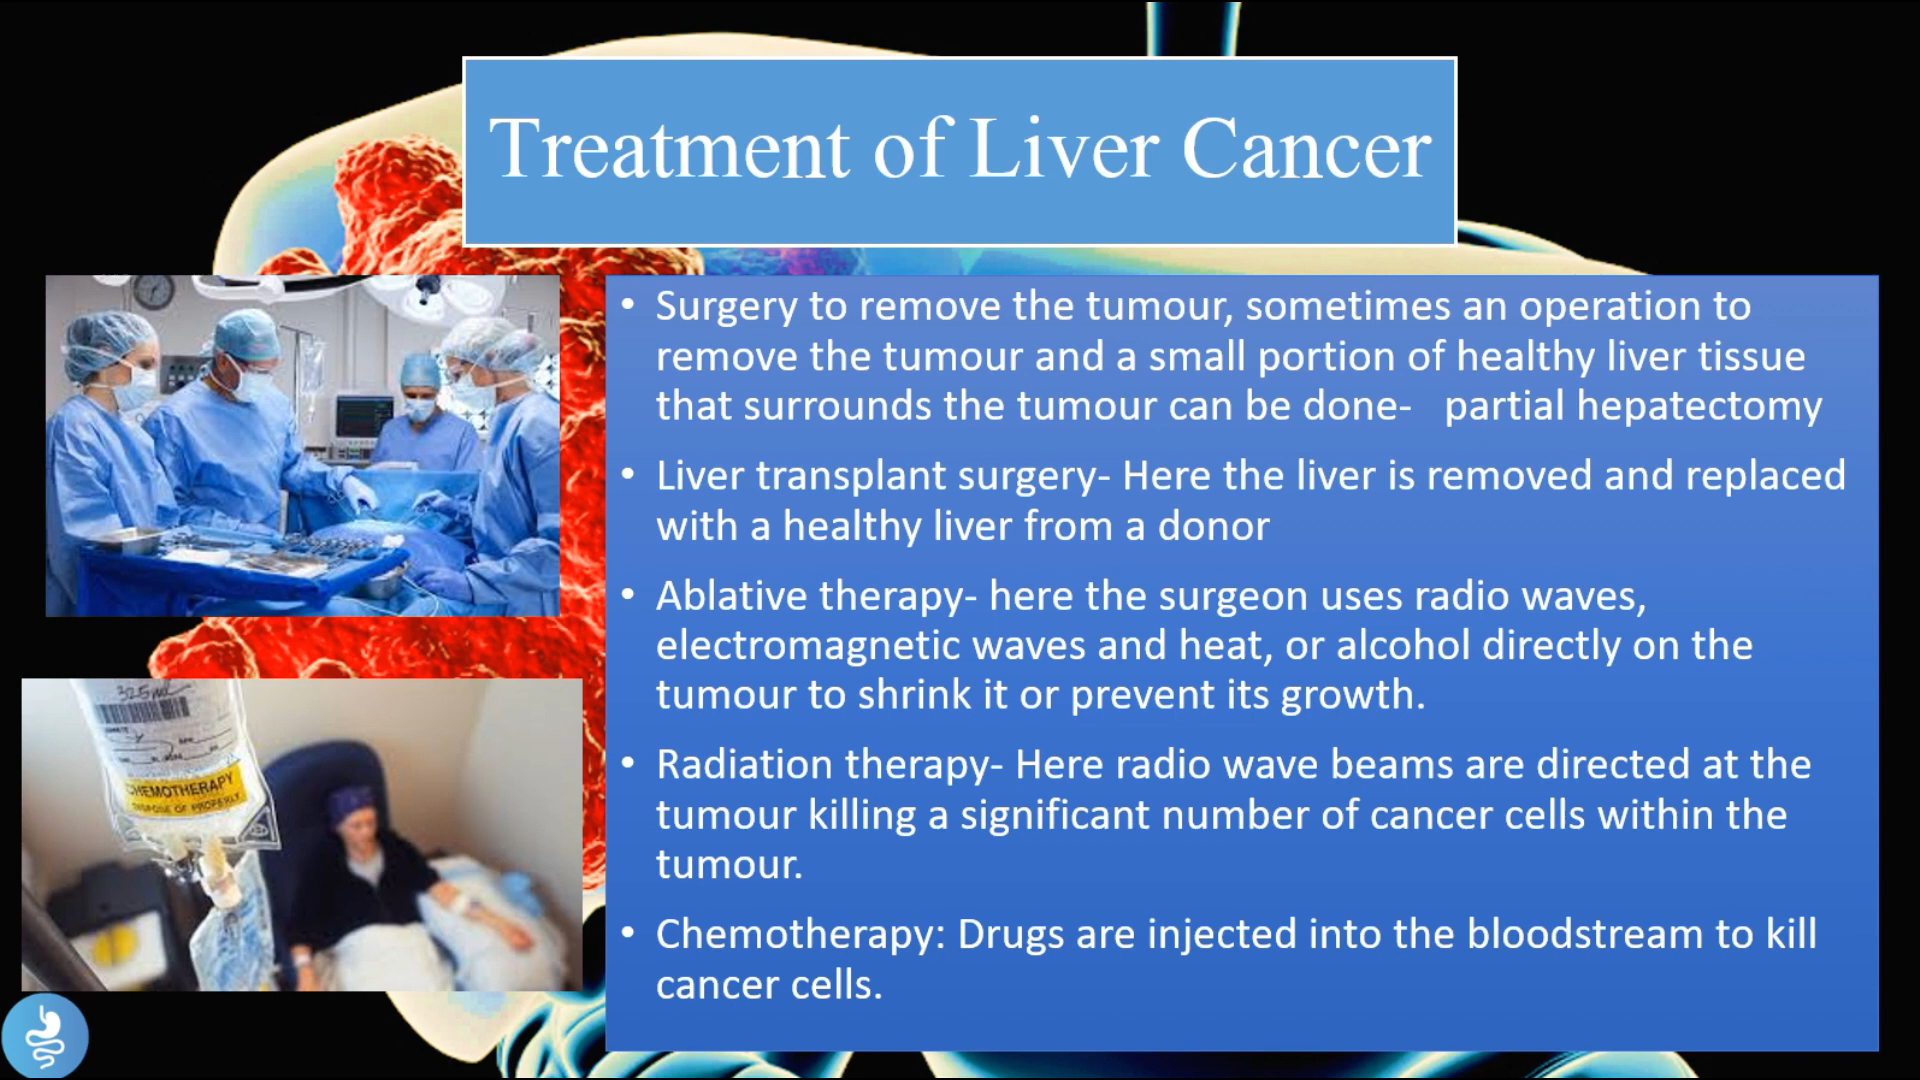 Treatment of Liver Cancer
• Surgery to remove the tumour, sometimes an operation to
remove the tumour and a small portion of healthy liver tissue
that surrounds the tumour can be done- partial hepatectomy
• Liver transplant surgery- Here the liver is removed and replaced
with a healthy liver from a donor
• Ablative therapy- here the surgeon uses radio waves,
electromagnetic waves and heat, or alcohol directly on the
tumour to shrink it or prevent its growth.
• Radiation therapy- Here radio wave beams are directed at the
tumour killing a significant number of cancer cells within the
tumour.
• Chemotherapy: Drugs are injected into the bloodstream to kill
cancer cells.
325ml
CHEMOTHERAPY
DISPOSE OF PROPERLY